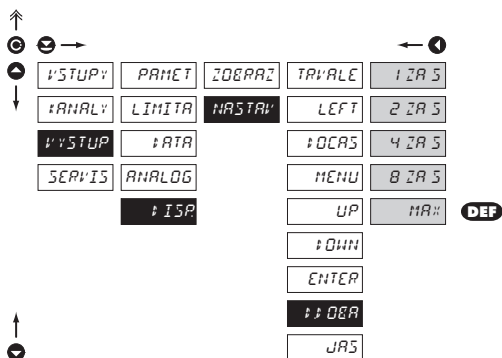 VSTUPY PAMET ZOBRAZ TRVALE 1 ZA S
KANALY LIMITA NASTAV LEFT 2 ZA S
VYSTUP DATA DOCAS 4 ZA S
SERVIS ANALOG MENU 8 ZA S
DISP. UP MAX DEF
DOWN
ENTER
DDOBA
JAS